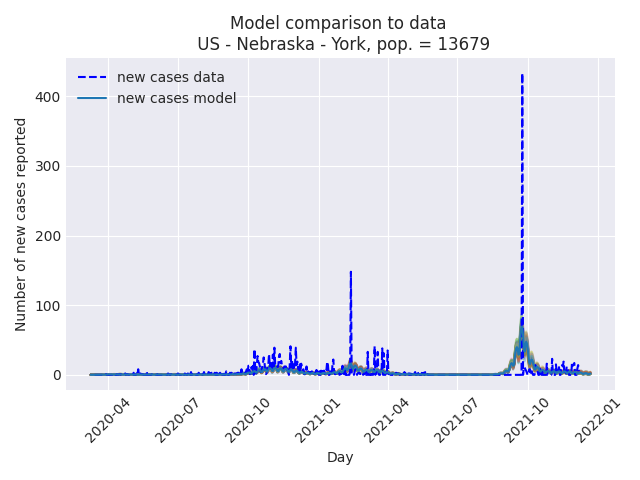 Model comparison to data
US - Nebraska - York, pop. = 13679
new cases data
new cases model
Number of new cases reported
400
300
200
100
0
2020-04
2020-07
2020-10
2021-01
2021-04
2021-07
2021-10
2022-01
Day